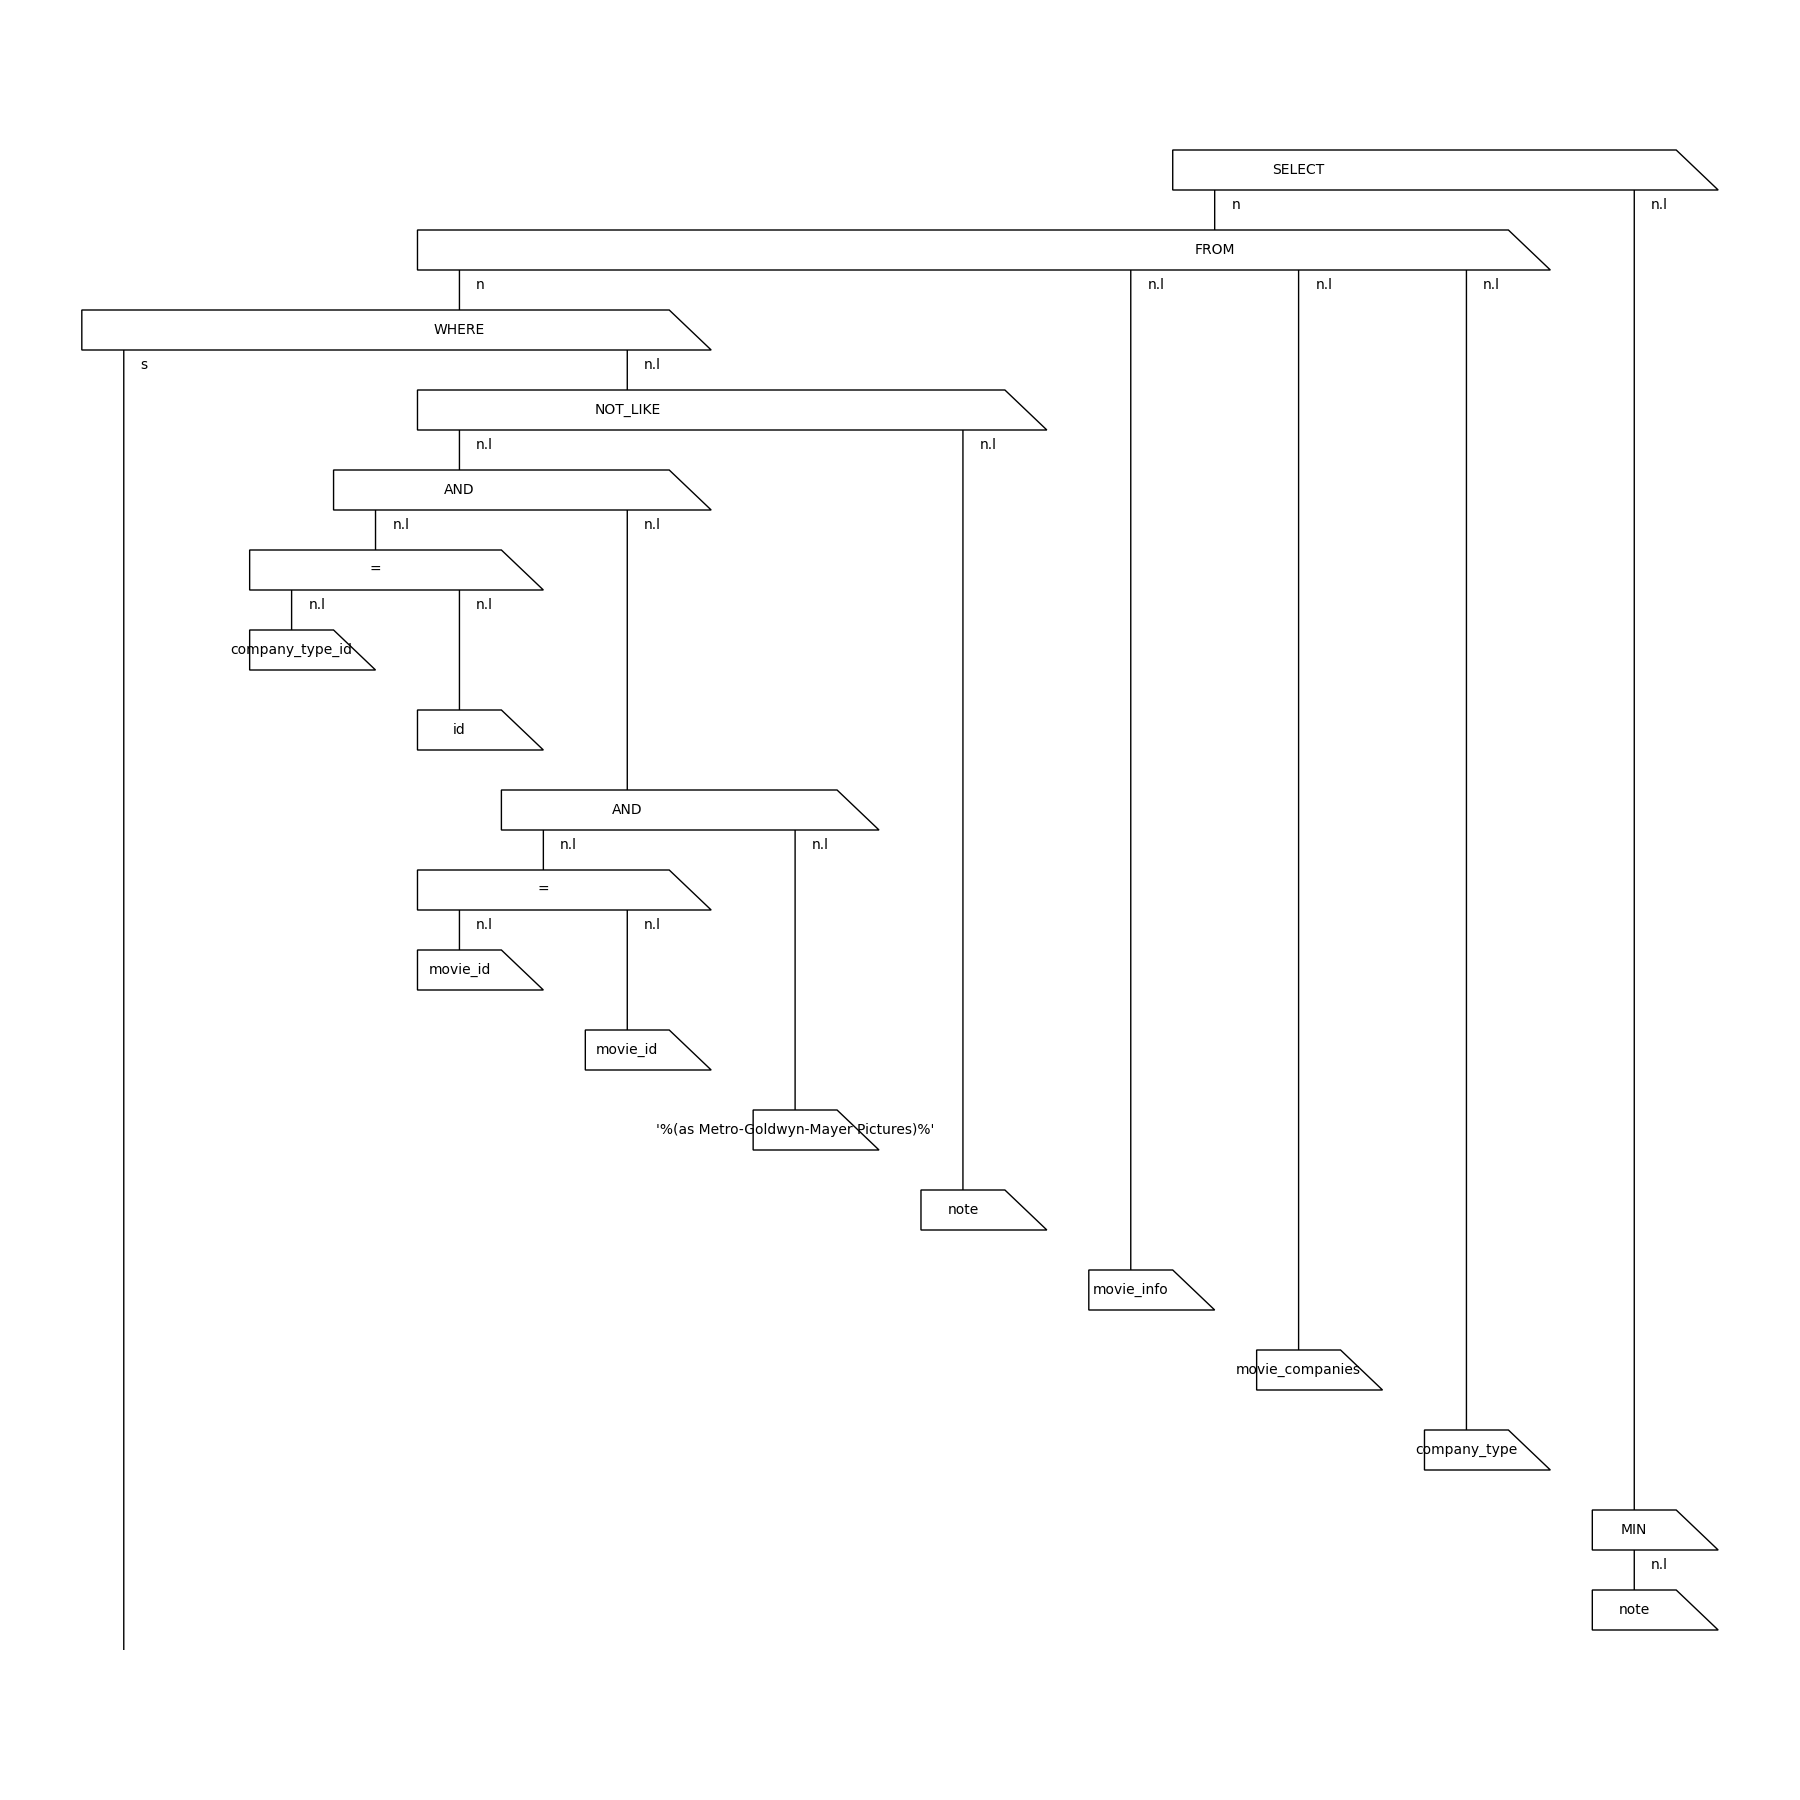 SELECT
n n.l
FROM
n n.l n.l n.l
WHERE
s n.l
NOT_LIKE
n.l n.l
AND
n.l n.l
=
n.l n.l
company_type_id
id
AND
n.l n.l
=
n.l n.l
movie_id
movie_id
'%(as Metro-Goldwyn-Mayer Pictures)%'
note
movie_info
movie_companies
company_type
MIN
n.l
note